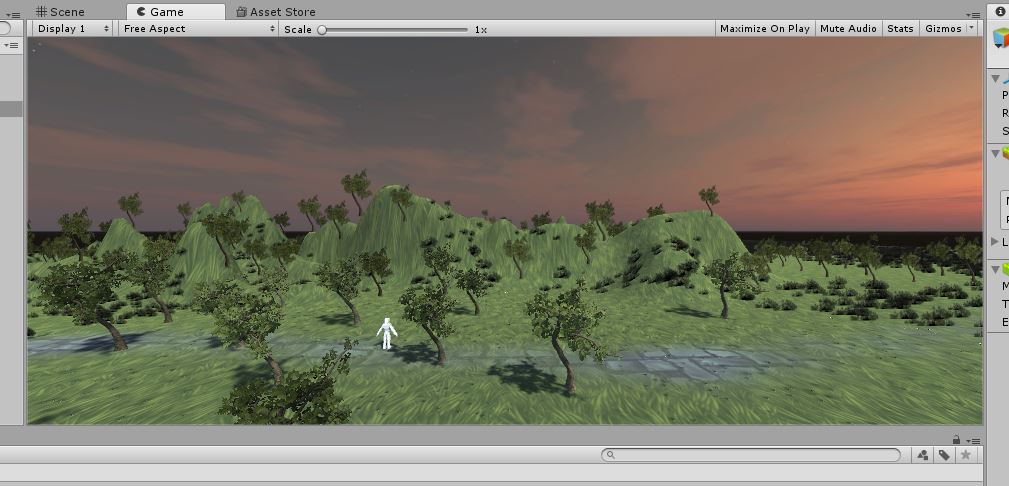 Scene Game Asset Store
Display 1 Free Aspect Scale 1x Maximize On Play Mute Audio Stats Gizmos